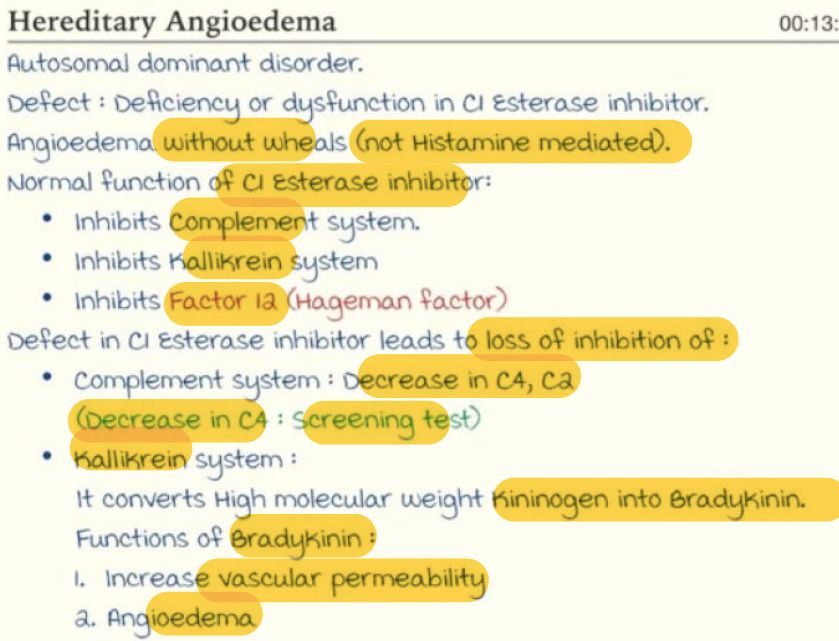 Hereditary Angioedema
00:13:
Autosomal dominant disorder.
Defect : Deficiency or dysfunction in C1 Esterase inhibitor.
Angioedema without wheals (not Histamine mediated).
Normal function of C1 Esterase inhibitor:
• Inhibits Complement system.
• Inhibits Kallikrein system
• Inhibits Factor 12 (Hageman factor)
Defect in C1 Esterase inhibitor leads to loss of inhibition of :
• Complement system : Decrease in C4, C2
(Decrease in C4 : Screening test)
• Kallikrein system :
It converts High molecular weight Kininogen into Bradykinin.
Functions of Bradykinin :
1. Increase vascular permeability
2. Angioedema